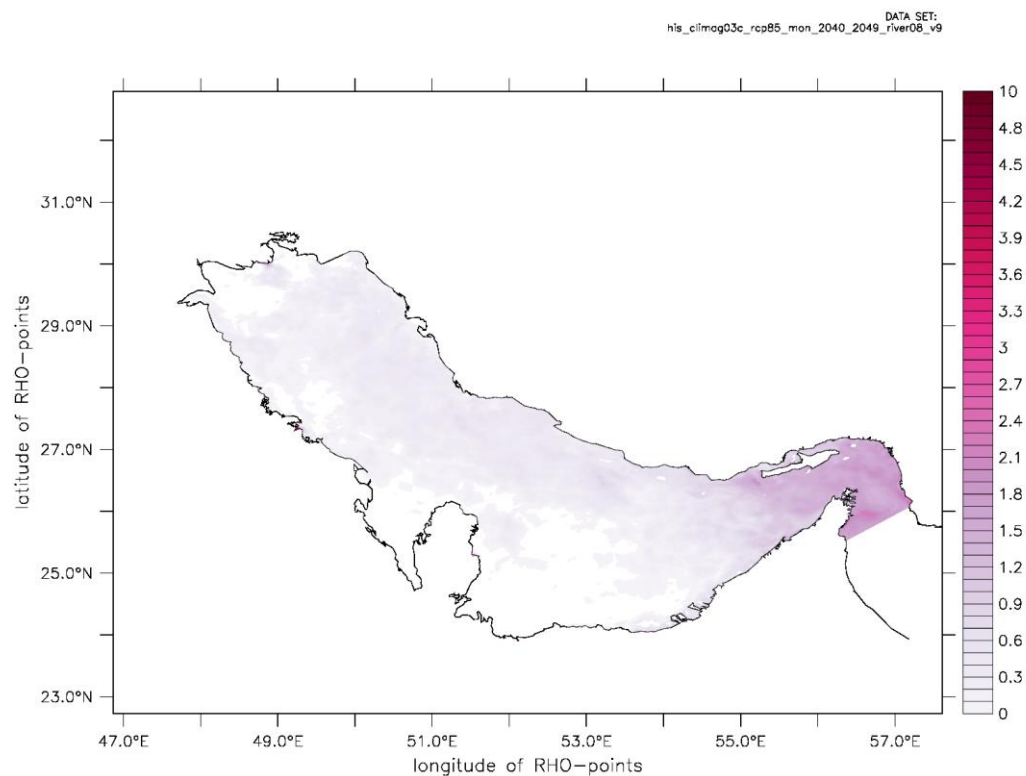 DATA SET:
his_climag03c_rcp85_mon_2040_2049_river08_v9
10
4.8
4.5
4.2
3.9
3.6
3.3
3
2.7
2.4
2.1
1.8
1.5
1.2
0.9
0.6
0.3
0
31.0°N
29.0°N
27.0°N
25.0°N
23.0°N
latitude of RHO-points
47.0°E 49.0°E 51.0°E 53.0°E 55.0°E 57.0°E
longitude of RHO-points